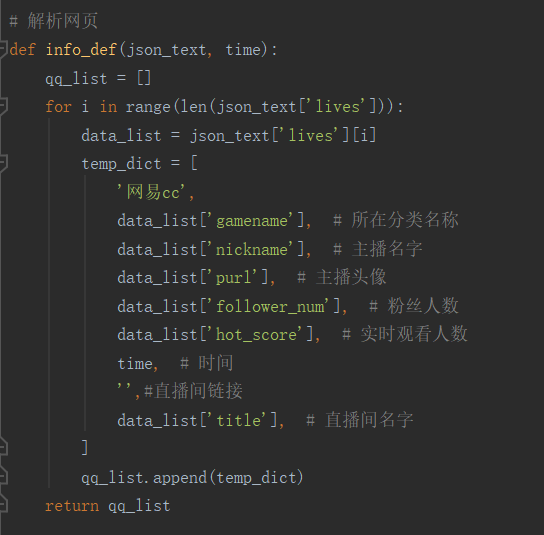 # 解析网页
def info_def(json_text, time):
    qq_list = []
    for i in range(len(json_text['lives'])):
        data_list = json_text['lives'][i]
        temp_dict = [
            '网易cc',
            data_list['gamename'],  # 所在分类名称
            data_list['nickname'],  # 主播名字
            data_list['purl'],  # 主播头像
            data_list['follower_num'],  # 粉丝人数
            data_list['hot_score'],  # 实时观看人数
            time,  # 时间
            '',#直播间链接
            data_list['title'],  # 直播间名字
        ]
        qq_list.append(temp_dict)
    return qq_list